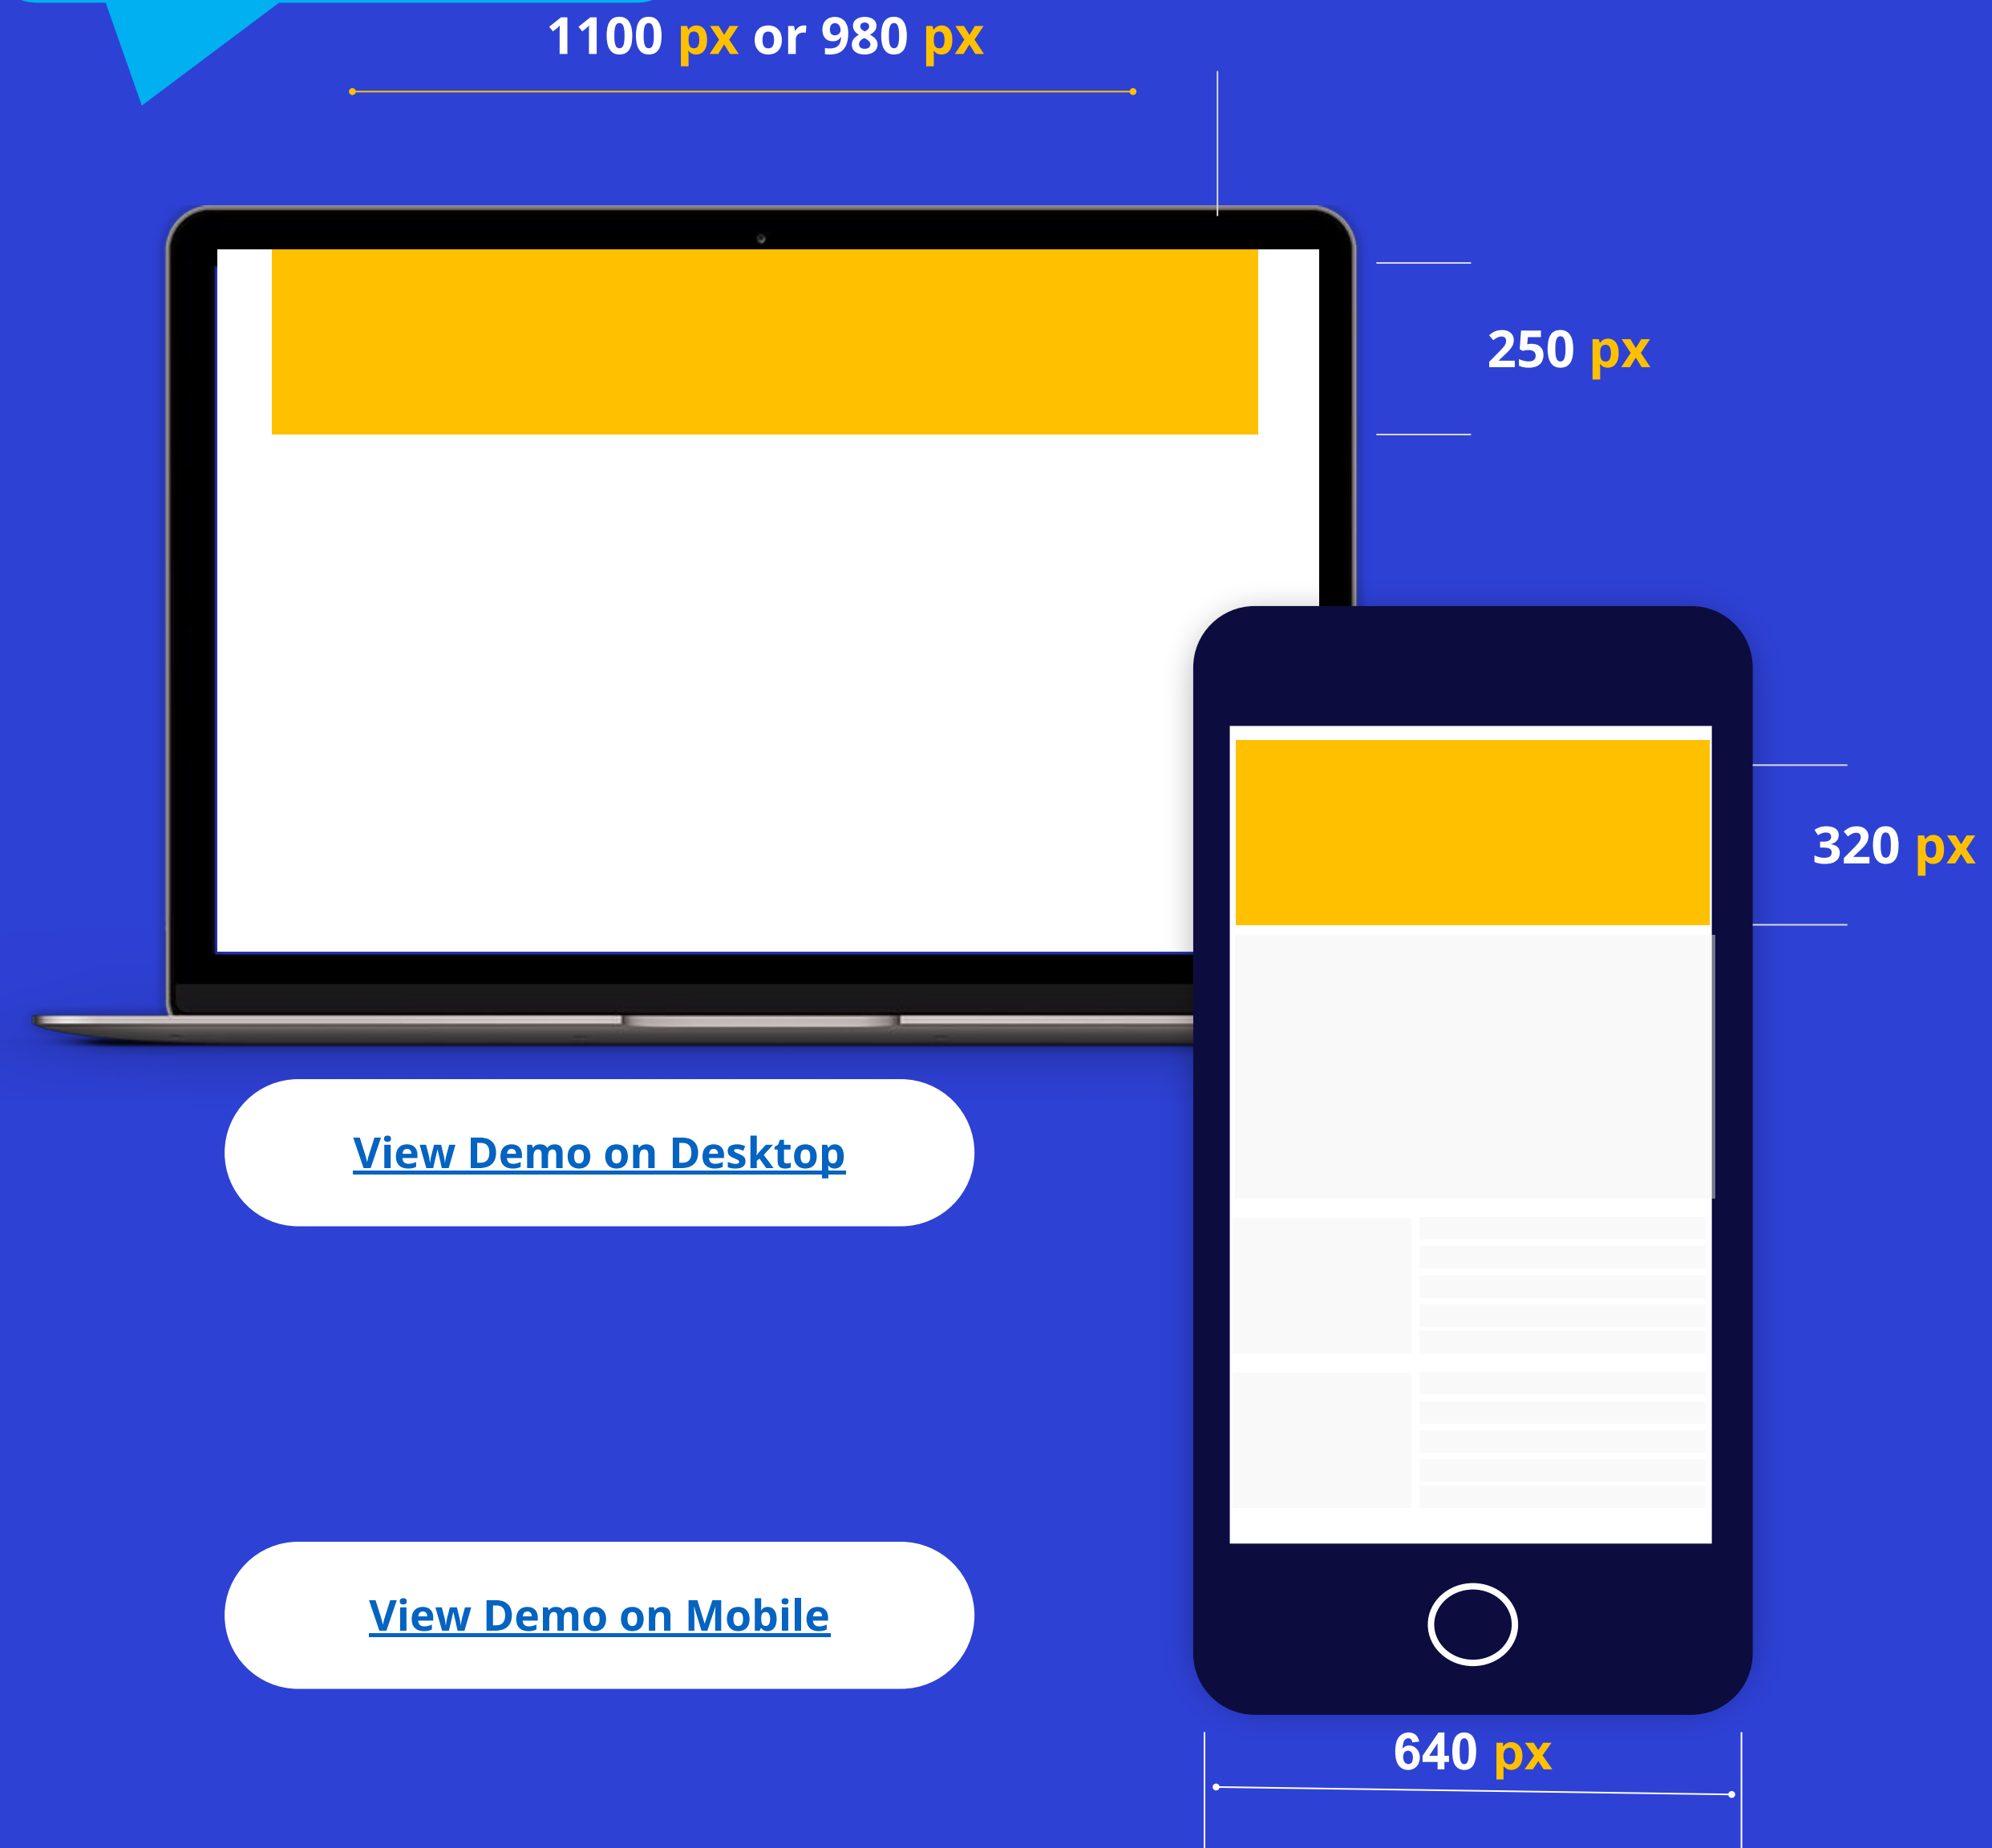 1100 px or 980 px
250 px
320 px
View Demo on Desktop
View Demo on Mobile
640 px